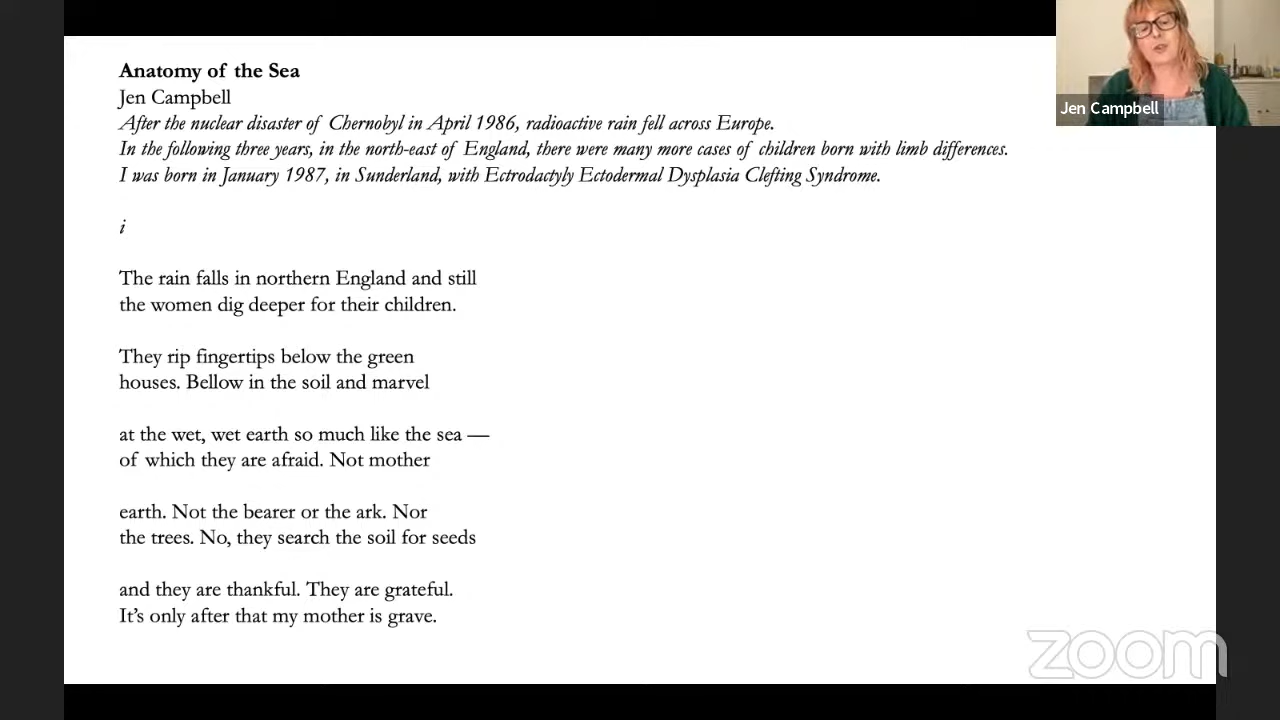 Anatomy of the Sea
Jen Campbell
After the nuclear disaster of Chernobyl in April 1986, radioactive rain fell across Europe.
In the following three years, in the north-east of England, there were many more cases of children born with limb differences.
I was born in January 1987, in Sunderland, with Ectrodactyly Ectodermal Dysplasia Clefting Syndrome.
i
The rain falls in northern England and still
the women dig deeper for their children.
They rip fingertips below the green
houses. Bellow in the soil and marvel
at the wet, wet earth so much like the sea —
of which they are afraid. Not mother
earth. Not the bearer or the ark. Nor
the trees. No, they search the soil for seeds
and they are thankful. They are grateful.
It’s only after that my mother is grave.
Jen Campbell
zoom